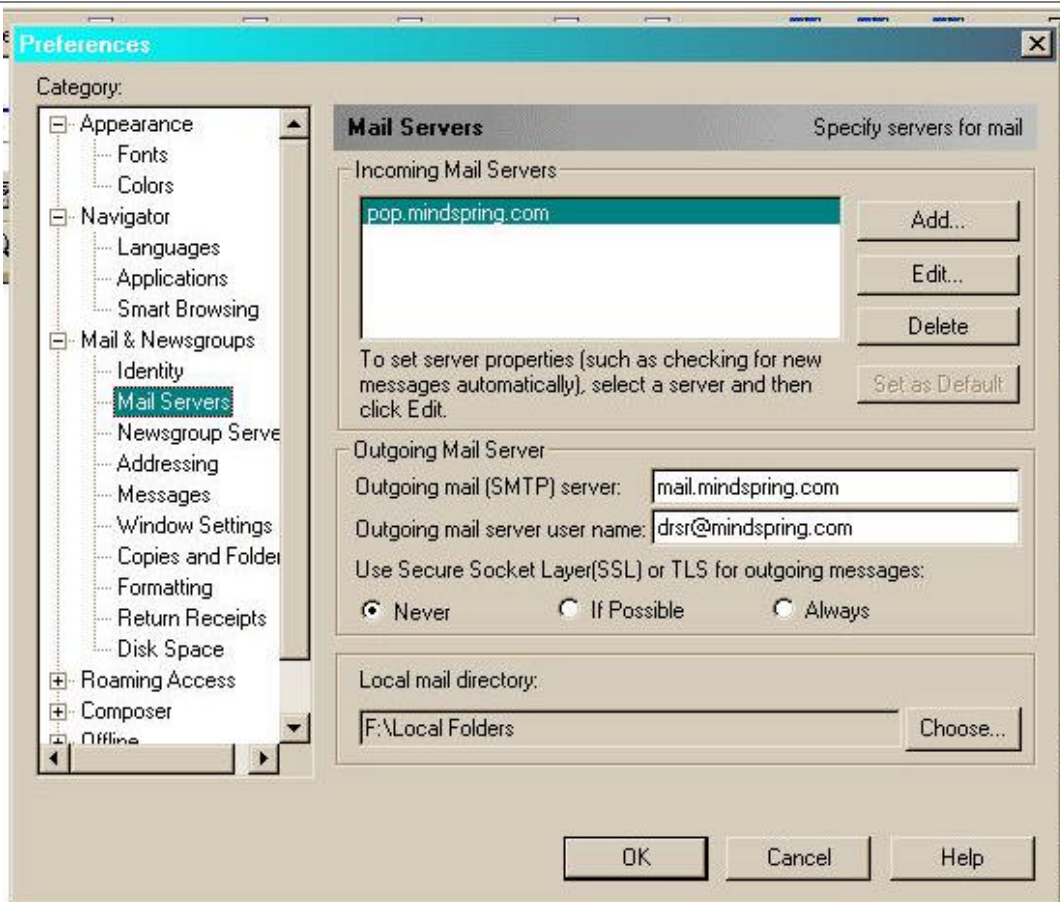 Preferences
Category:
Appearance
Fonts
Colors
Navigator
Languages
Applications
Smart Browsing
Mail & Newsgroups
Identity
Mail Servers
Newsgroup Serve
Addressing
Messages
Window Settings
Copies and Folder
Formatting
Return Receipts
Disk Space
Roaming Access
Composer
Offline
Mail Servers Specify servers for mail
Incoming Mail Servers
pop.mindspring.com
Add...
Edit...
Delete
To set server properties (such as checking for new
messages automatically), select a server and then
click Edit.
Set as Default
Outgoing Mail Server
Outgoing mail (SMTP) server: mail.mindspring.com
Outgoing mail server user name: drsr@mindspring.com
Use Secure Socket Layer(SSL) or TLS for outgoing messages:
Never If Possible Always
Local mail directory:
F:\Local Folders Choose...
OK Cancel Help